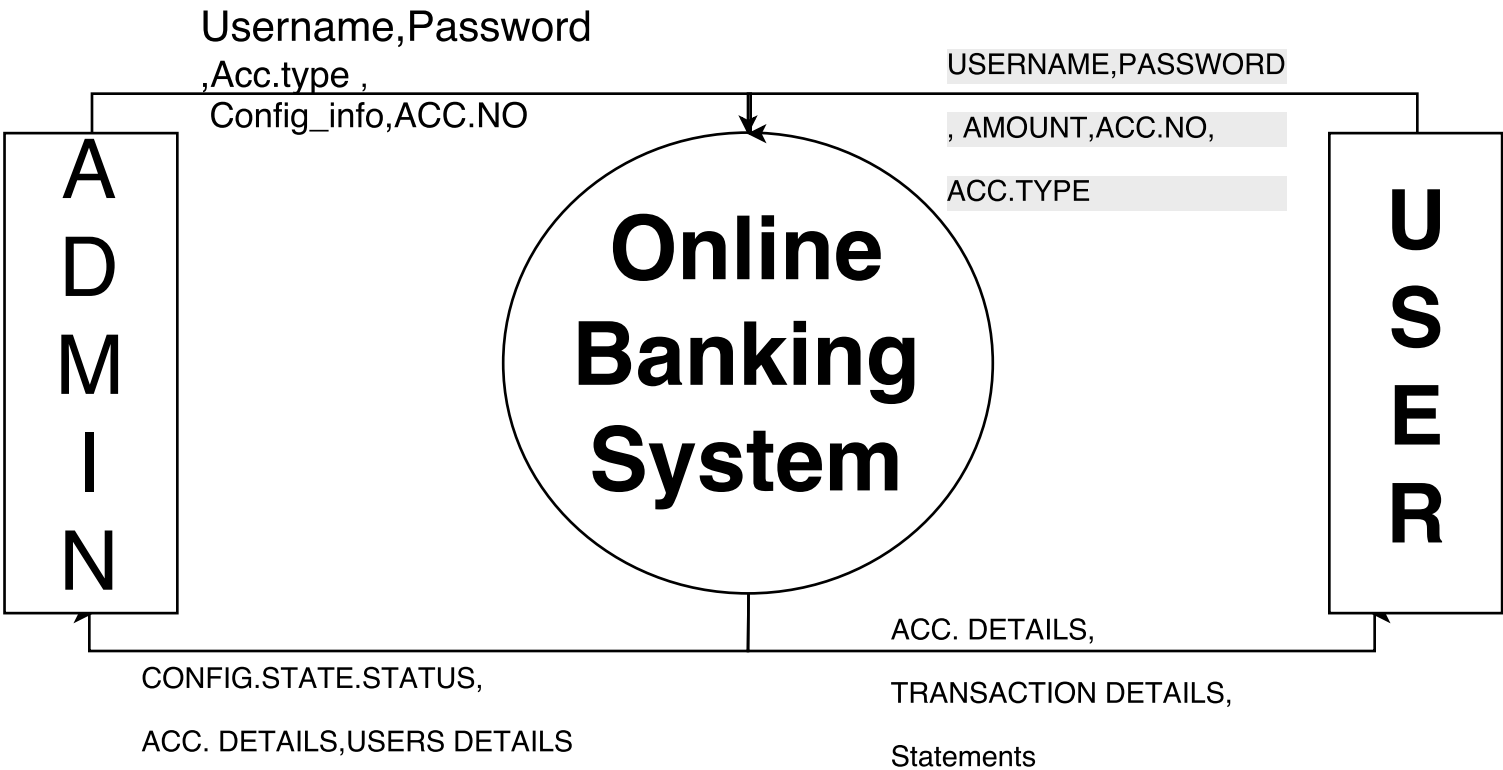 Username,Password
,Acc.type ,
Config_info,ACC.NO
USERNAME,PASSWORD
, AMOUNT,ACC.NO,
ACC.TYPE
A
D
M
I
N
Online
Banking
System
U
S
E
R
CONFIG.STATE.STATUS,
ACC. DETAILS,USERS DETAILS
ACC. DETAILS,
TRANSACTION DETAILS,
Statements